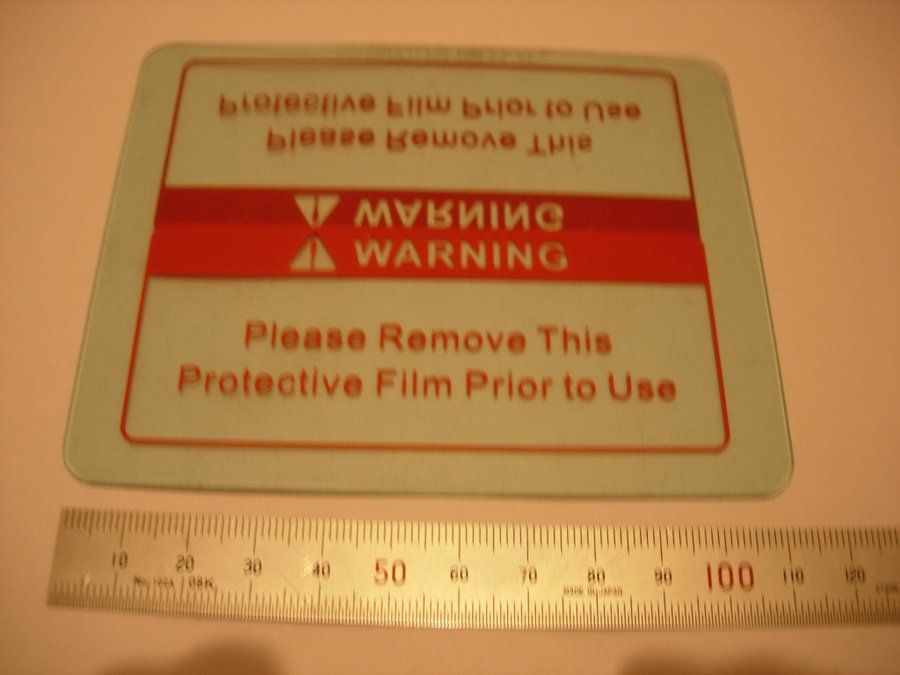 Protective Film Prior to Use
Please Remove This
WARNING
WARNING
Please Remove This
Protective Film Prior to Use
10 20 30 40 50 60 70 80 90 100 110 120
MADE IN JAPAN